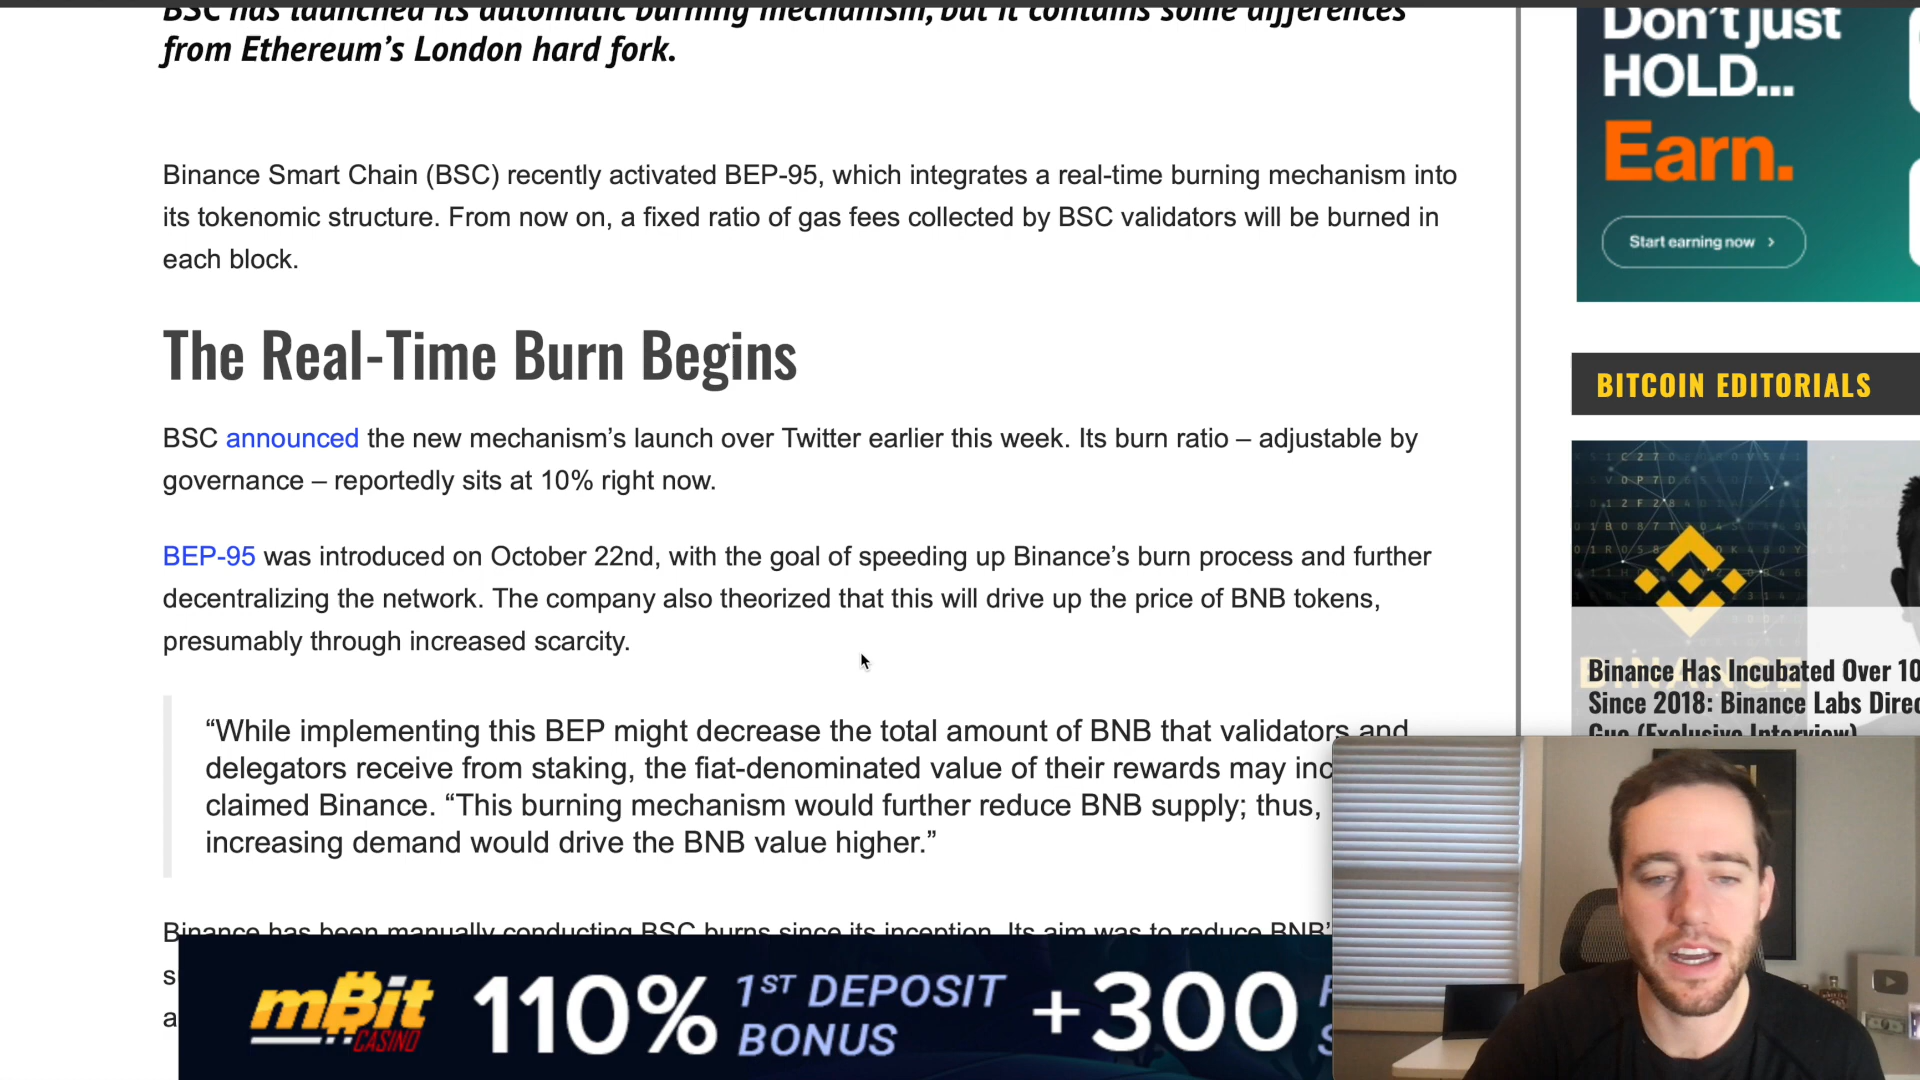 BSC has launched its automatic burning mechanism, but it contains some differences
from Ethereum’s London hard fork.
Binance Smart Chain (BSC) recently activated BEP-95, which integrates a real-time burning mechanism into
its tokenomic structure. From now on, a fixed ratio of gas fees collected by BSC validators will be burned in
each block.
The Real-Time Burn Begins
BSC announced the new mechanism’s launch over Twitter earlier this week. Its burn ratio – adjustable by
governance – reportedly sits at 10% right now.
BEP-95 was introduced on October 22nd, with the goal of speeding up Binance’s burn process and further
decentralizing the network. The company also theorized that this will drive up the price of BNB tokens,
presumably through increased scarcity.
“While implementing this BEP might decrease the total amount of BNB that validators and
delegators receive from staking, the fiat-denominated value of their rewards may inc
claimed Binance. “This burning mechanism would further reduce BNB supply; thus,
increasing demand would drive the BNB value higher.”
Binance has been manually conducting BSC burns since its inception. Its aim was to reduce BNB’
s
a
mBit
CASINO
110%
1ST DEPOSIT
BONUS
+300
Don’t just
HOLD...
Earn.
Start earning now >
BITCOIN EDITORIALS
BINANCE
Binance Has Incubated Over 10
Since 2018: Binance Labs Direc
Guo (Exclusive Interview)